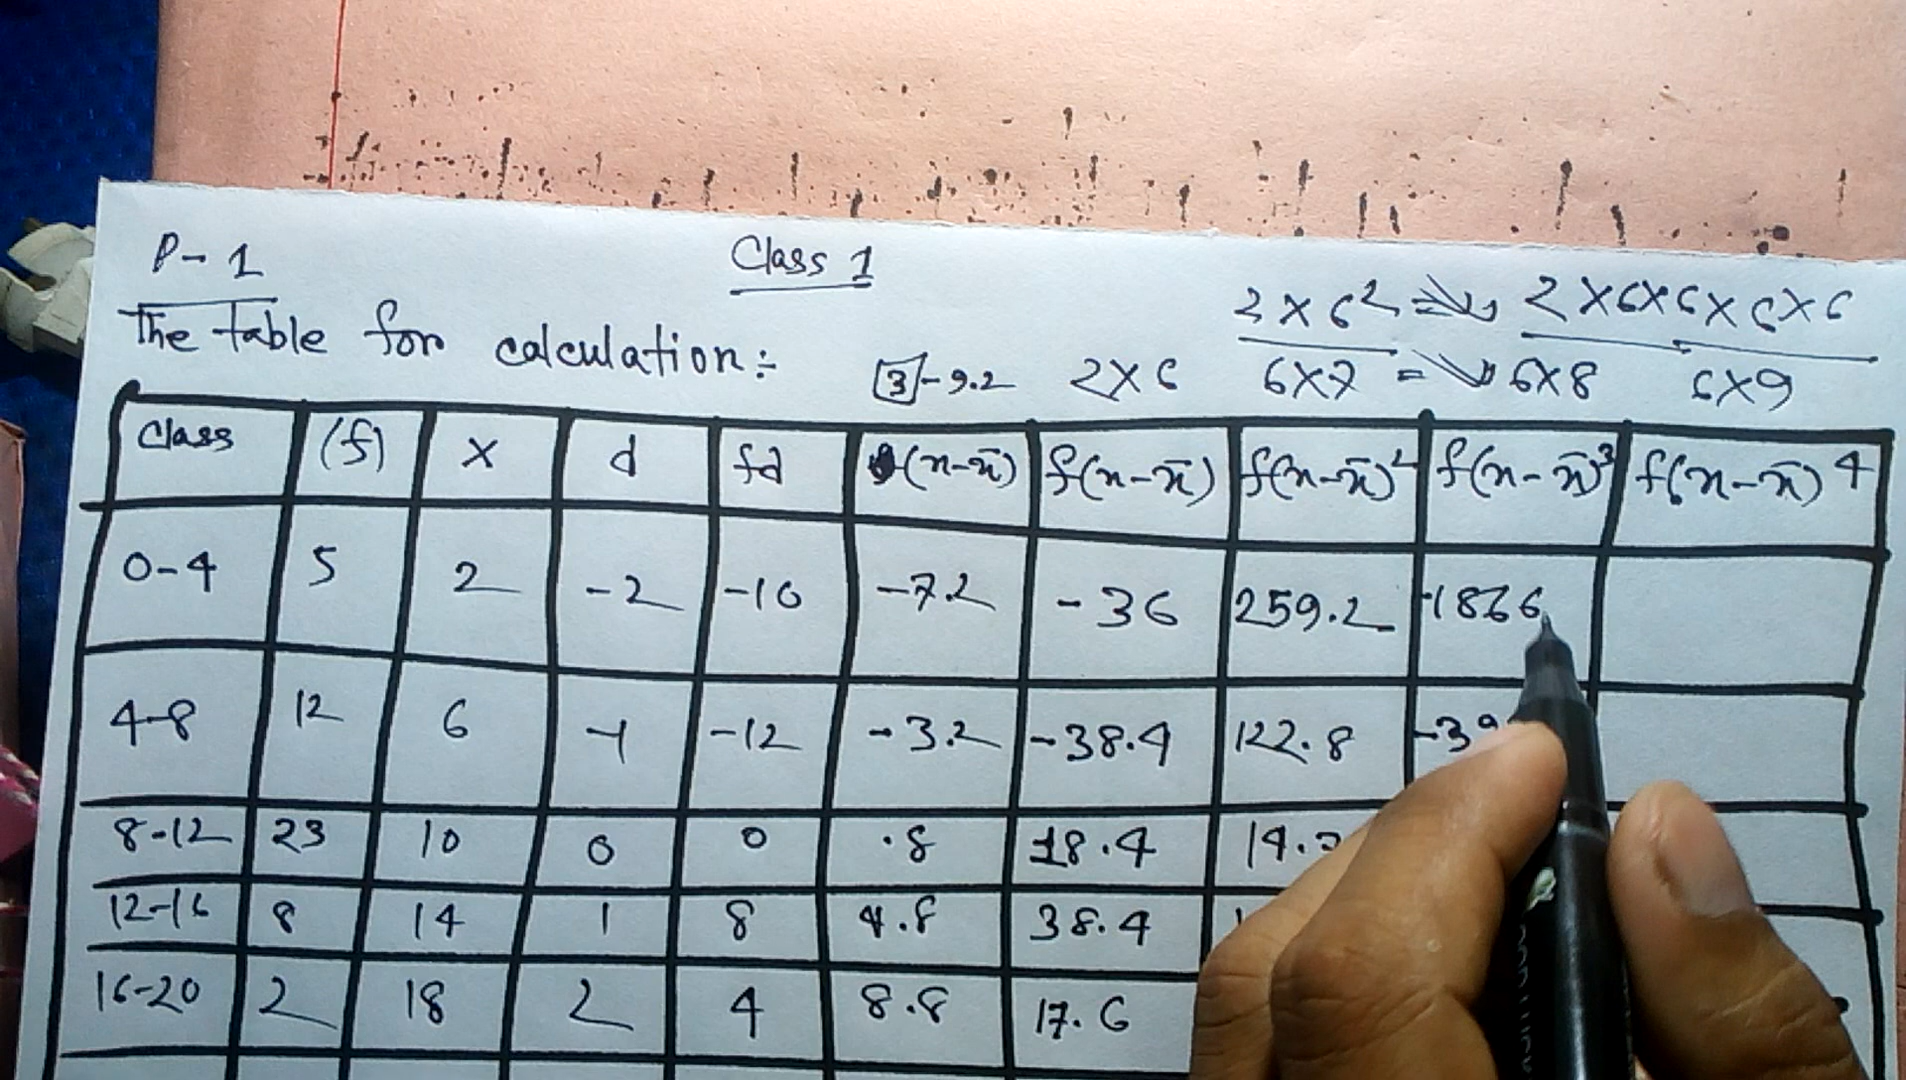 P-1
Class 1
The table for calculation:
[3]-9.2
2×6
2×6²=
2×6×6×6×6
6×7 =
6×8
6×9
Class (f) x d fd (x-x̄) f(x-x̄) f(x-x̄)² f(x-x̄)³ f(x-x̄)4
0-4 5 2 -2 -10 -7.2 -36 259.2 -1866
4-8 12 6 -1 -12 -3.2 -38.4 122.8 -39
8-12 23 10 0 0 .8 18.4 14.
12-16 8 14 1 8 4.8 38.4
16-20 2 18 2 4 8.8 17.6